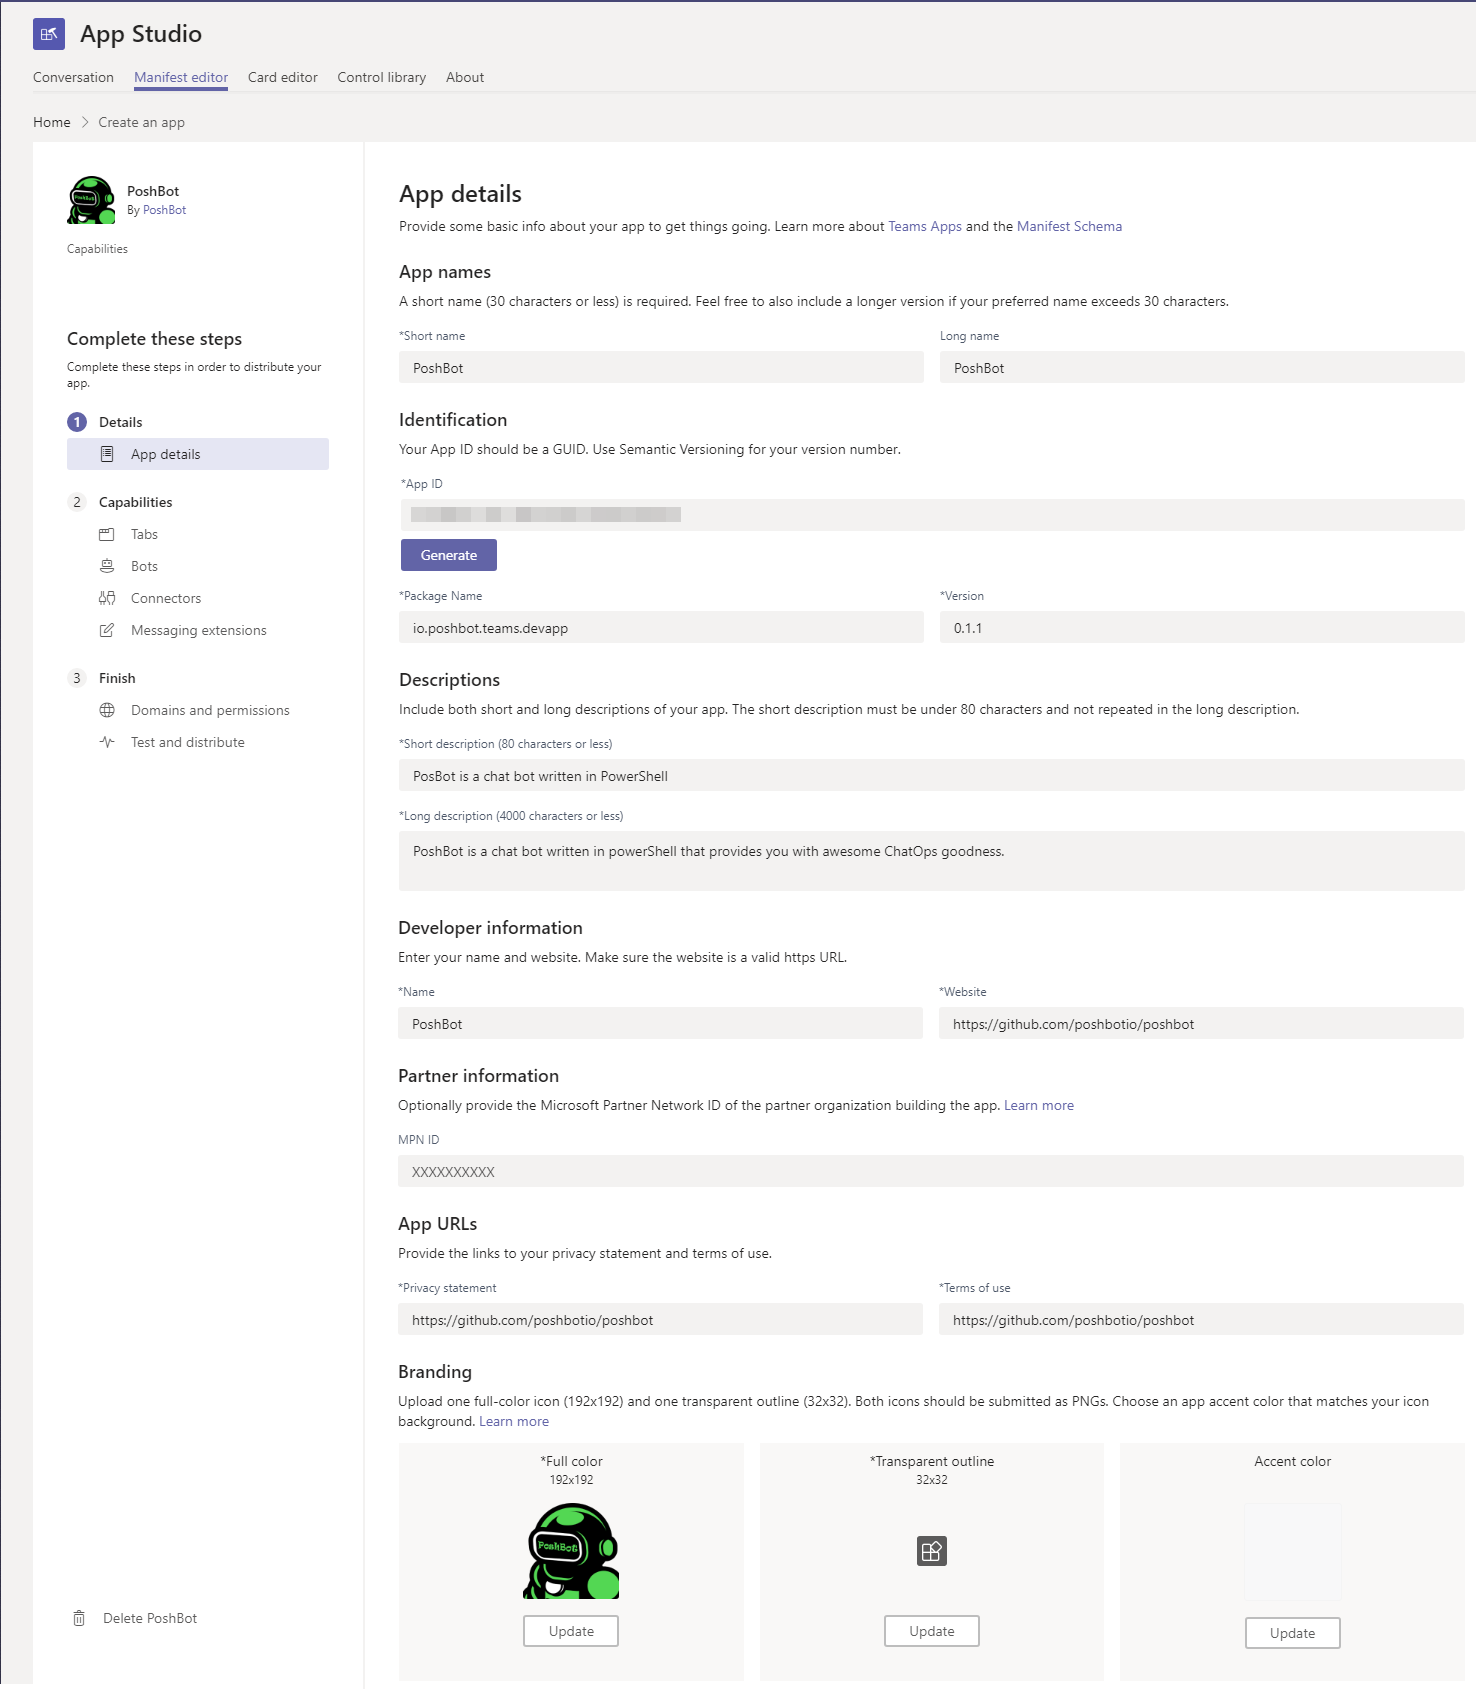 App Studio
Conversation Manifest editor Card editor Control library About
Home > Create an app
PoshBot
By PoshBot
Capabilities
Complete these steps
Complete these steps in order to distribute your
app.
1 Details
App details
2 Capabilities
Tabs
Bots
Connectors
Messaging extensions
3 Finish
Domains and permissions
Test and distribute
Delete PoshBot
App details
Provide some basic info about your app to get things going. Learn more about Teams Apps and the Manifest Schema
App names
A short name (30 characters or less) is required. Feel free to also include a longer version if your preferred name exceeds 30 characters.
*Short name Long name
PoshBot PoshBot
Identification
Your App ID should be a GUID. Use Semantic Versioning for your version number.
*App ID
Generate
*Package Name *Version
io.poshbot.teams.devapp 0.1.1
Descriptions
Include both short and long descriptions of your app. The short description must be under 80 characters and not repeated in the long description.
*Short description (80 characters or less)
PosBot is a chat bot written in PowerShell
*Long description (4000 characters or less)
PoshBot is a chat bot written in powerShell that provides you with awesome ChatOps goodness.
Developer information
Enter your name and website. Make sure the website is a valid https URL.
*Name *Website
PoshBot https://github.com/poshbotio/poshbot
Partner information
Optionally provide the Microsoft Partner Network ID of the partner organization building the app. Learn more
MPN ID
XXXXXXXXXX
App URLs
Provide the links to your privacy statement and terms of use.
*Privacy statement *Terms of use
https://github.com/poshbotio/poshbot https://github.com/poshbotio/poshbot
Branding
Upload one full-color icon (192x192) and one transparent outline (32x32). Both icons should be submitted as PNGs. Choose an app accent color that matches your icon
background. Learn more
*Full color *Transparent outline Accent color
192x192 32x32
PoshBot
Update Update Update